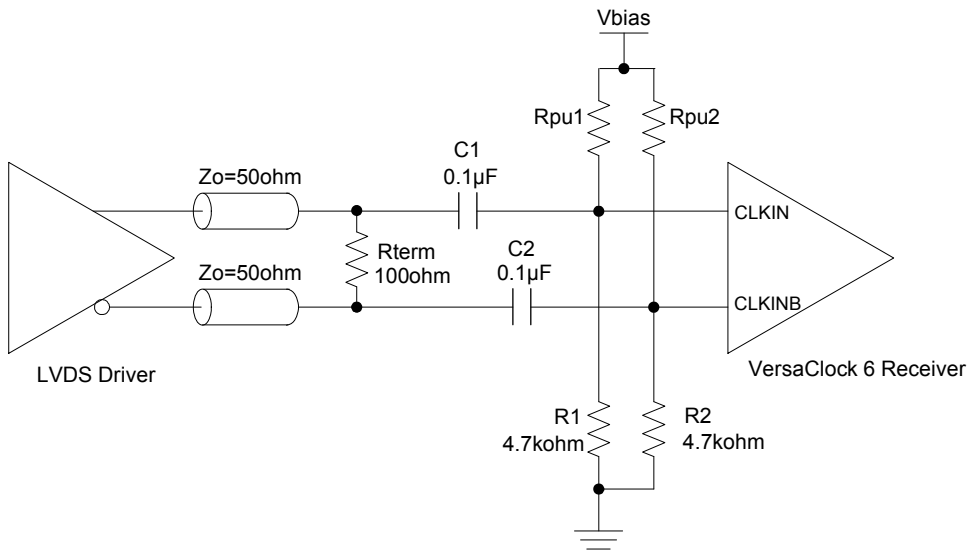 Vbias
Rpu1
Rpu2
C1
0.1µF
Zo=50ohm
CLKIN
Rterm
100ohm
C2
0.1µF
Zo=50ohm
CLKINB
LVDS Driver
VersaClock 6 Receiver
R1
4.7kohm
R2
4.7kohm